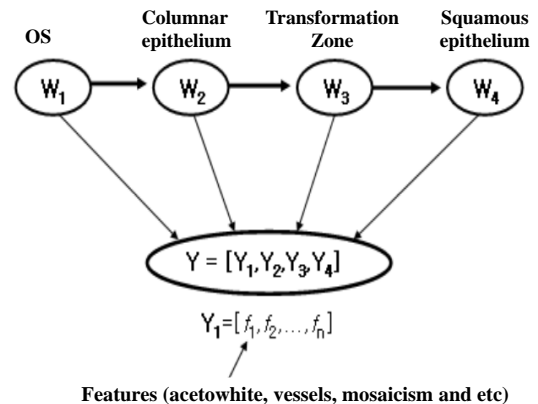 OS
Columnar
epithelium
Transformation
Zone
Squamous
epithelium
W1
W2
W3
W4
Y = [Y1,Y2,Y3,Y4]
Y1=[f1,f2,...,fn]
Features (acetowhite, vessels, mosaicism and etc)